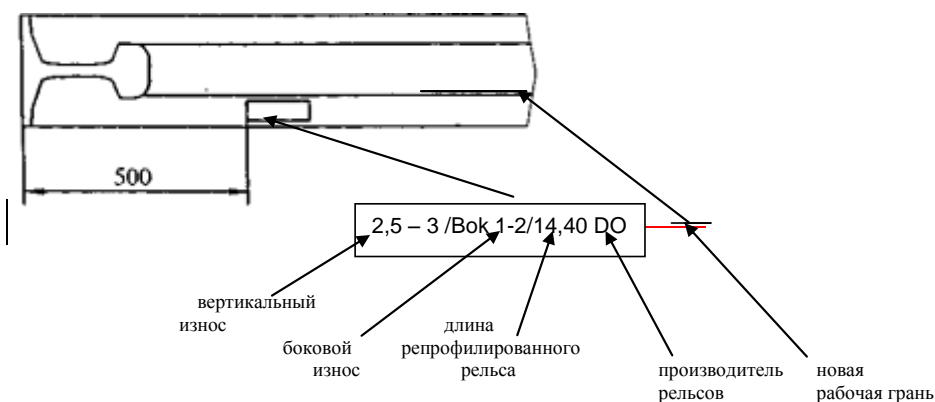 500
2,5 – 3 /Bok 1-2/14,40 DO
вертикальный
износ
боковой
износ
длина
репрофилированного
рельса
производитель
рельсов
новая
рабочая грань